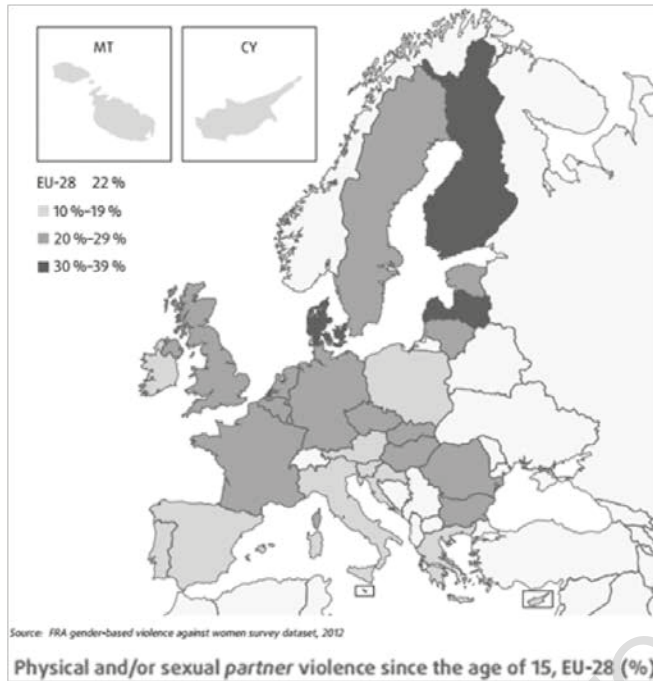 MT
CY
EU-28 22 %
10 %–19 %
20 %–29 %
30 %–39 %
Source: FRA gender-based violence against women survey dataset, 2012
Physical and/or sexual partner violence since the age of 15, EU-28 (%)